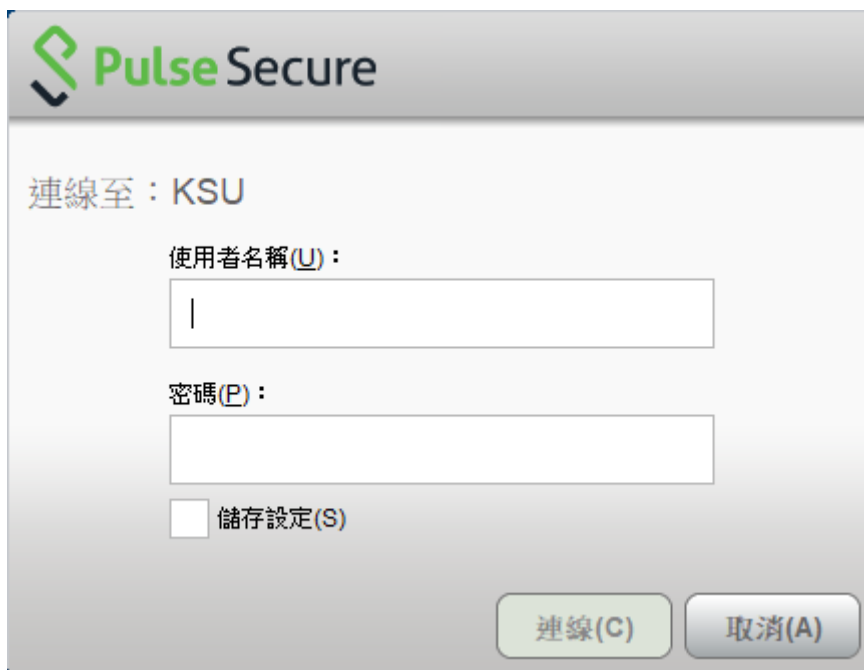 Pulse Secure
連線至：KSU
使用者名稱(U)：
密碼(P)：
儲存設定(S)
連線(C) 取消(A)